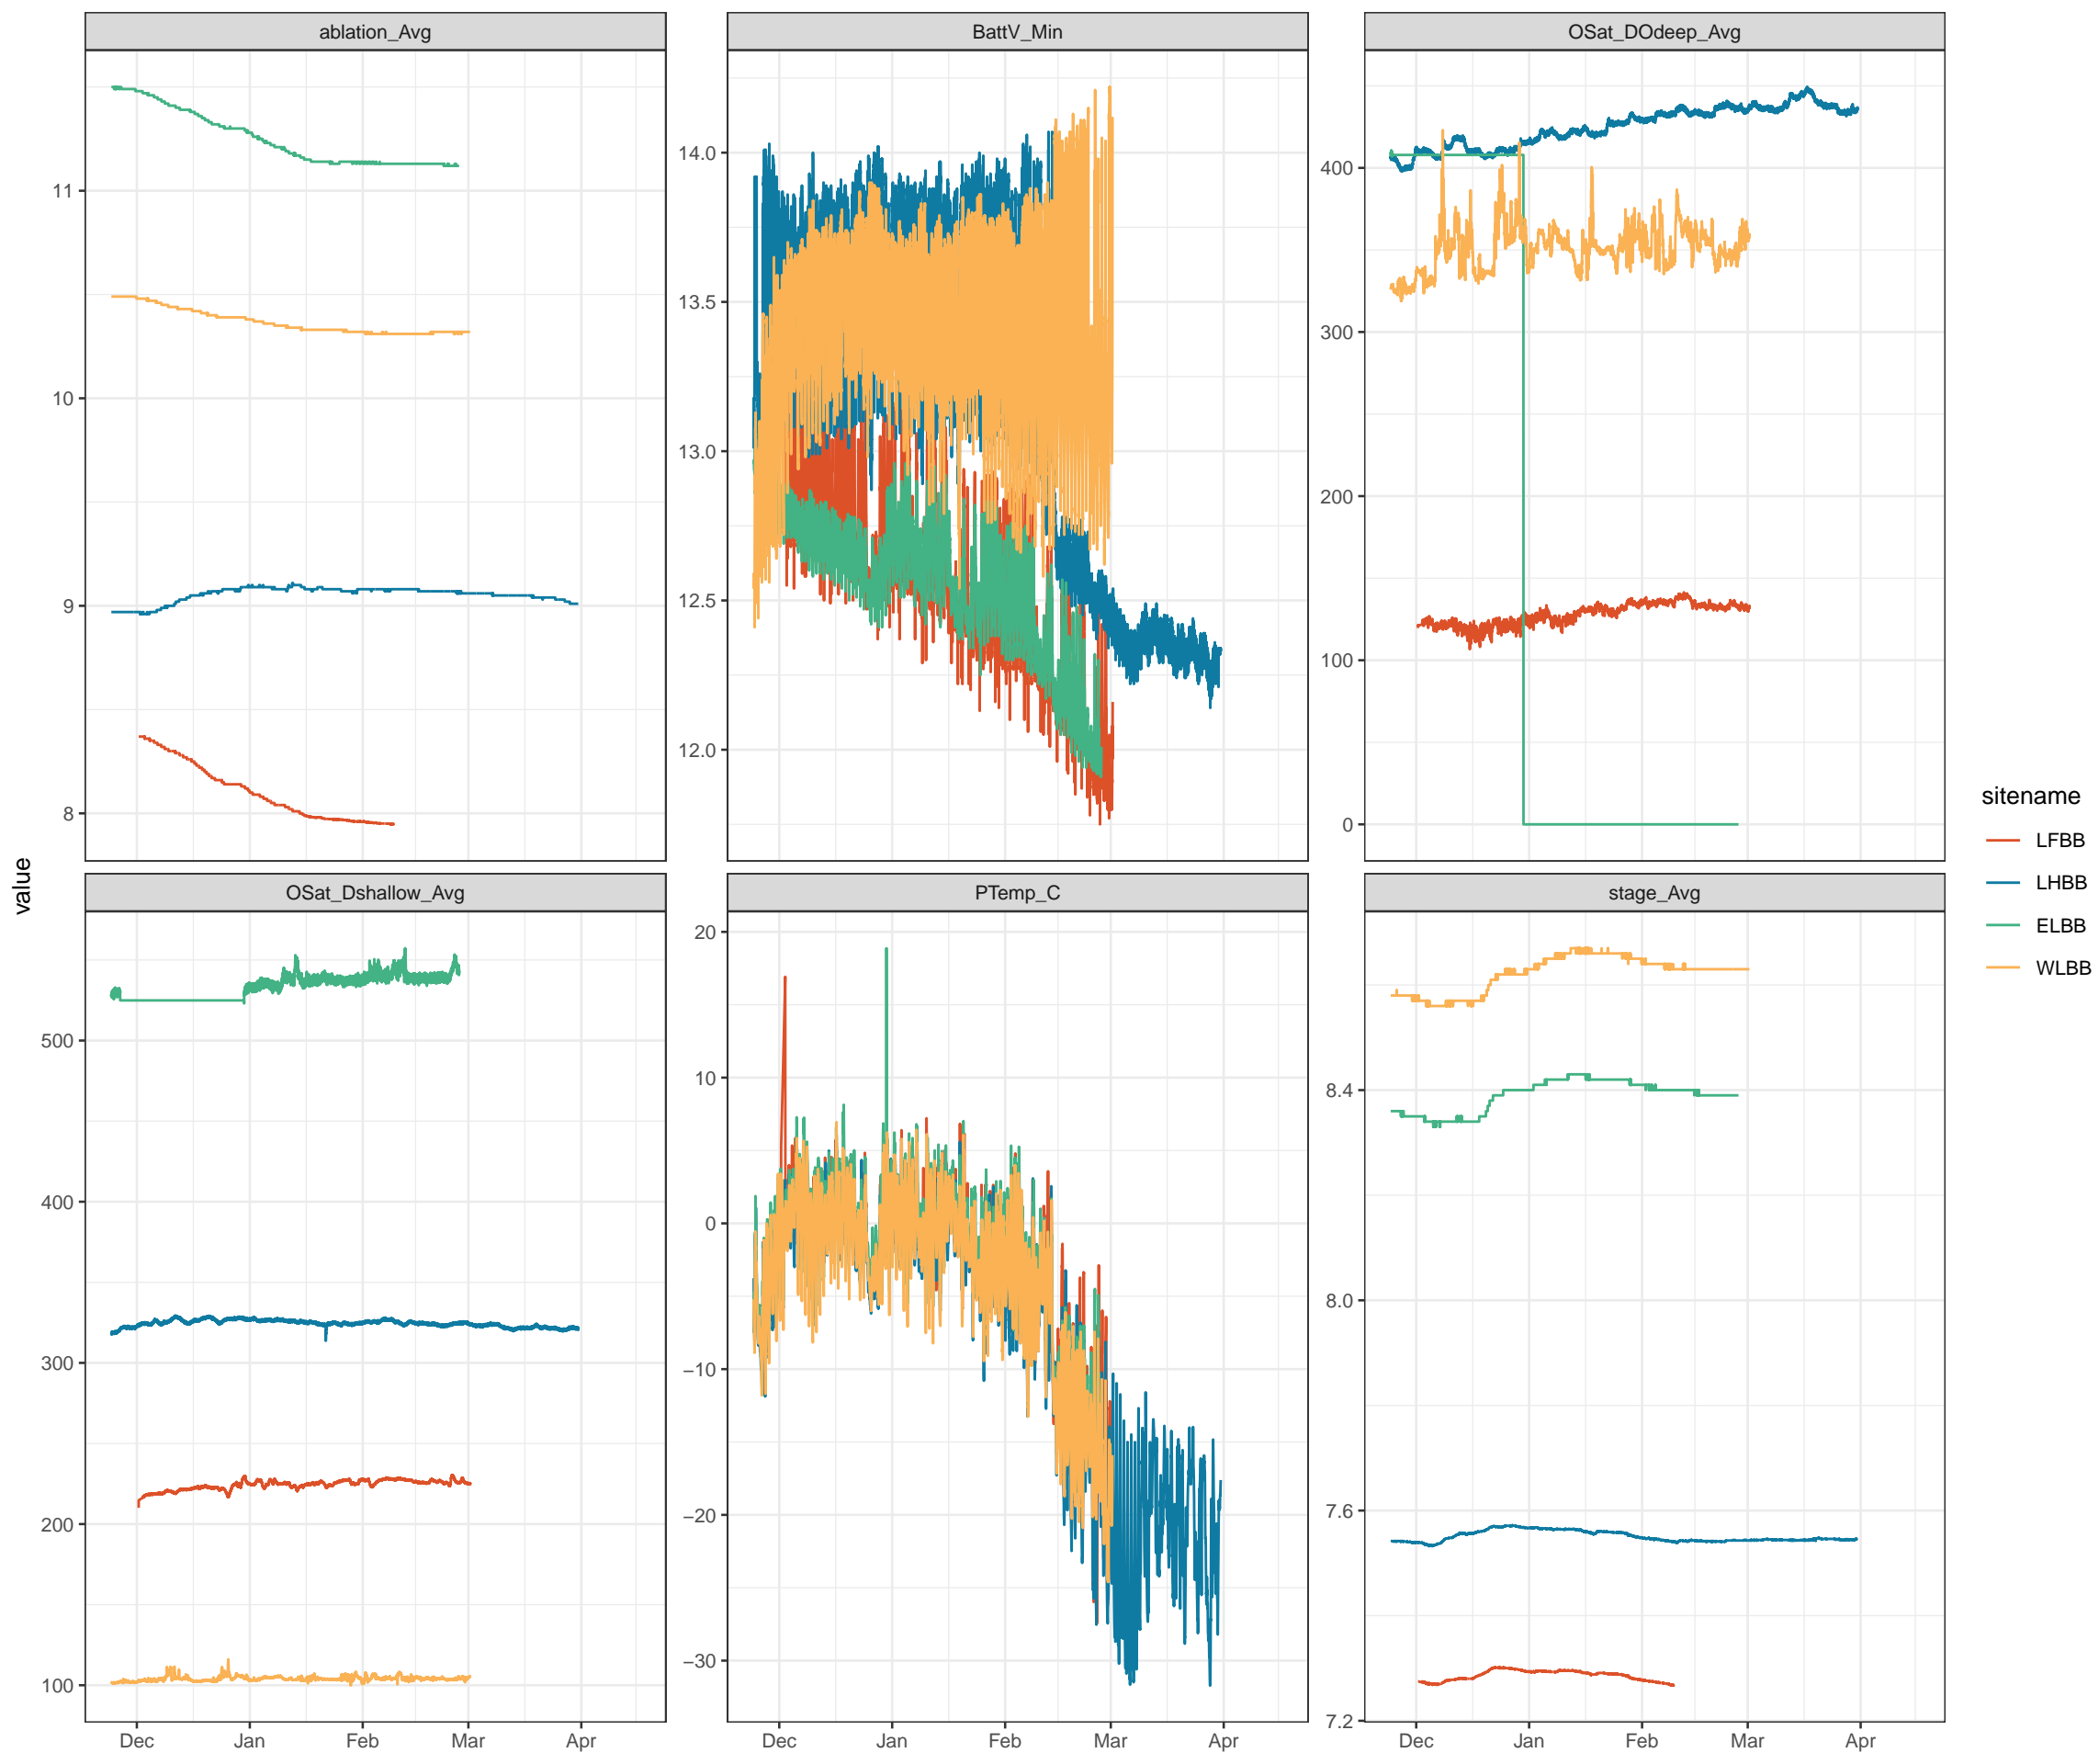 ablation_Avg
BattV_Min
OSat_DOdeep_Avg
11
10
9
8
14.0
13.5
13.0
12.5
12.0
400
300
200
100
0
value
OSat_Dshallow_Avg
PTemp_C
stage_Avg
500
400
300
200
100
20
10
0
−10
−20
−30
8.4
8.0
7.6
7.2
Dec Jan Feb Mar Apr
Dec Jan Feb Mar Apr
Dec Jan Feb Mar Apr
sitename
LFBB
LHBB
ELBB
WLBB